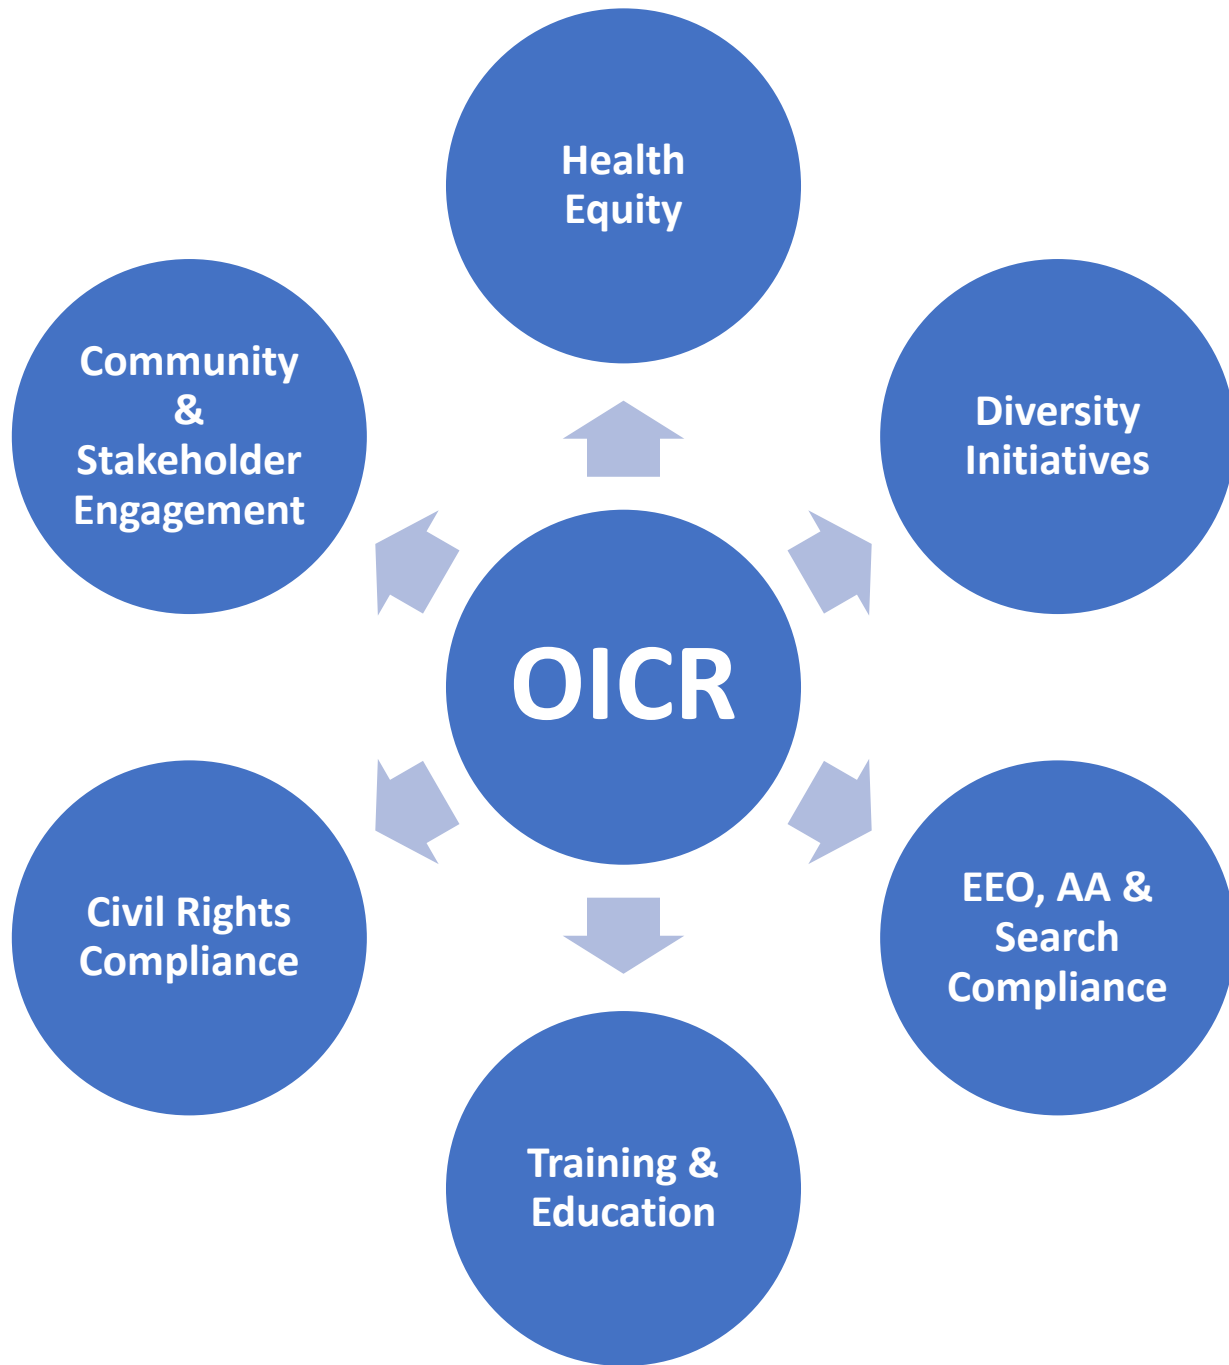 Health
Equity
Community
&
Stakeholder
Engagement
Diversity
Initiatives
OICR
Civil Rights
Compliance
EEO, AA &
Search
Compliance
Training &
Education